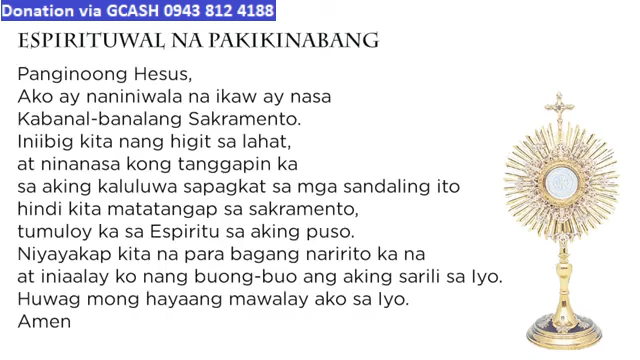 Donation via GCASH 0943 812 4188
ESPIRITUWAL NA PAKIKINABANG
Panginoong Hesus,
Ako ay naniniwala na ikaw ay nasa
Kabanal-banalang Sakramento.
Iniibig kita nang higit sa lahat,
at ninanasa kong tanggapin ka
sa aking kaluluwa sapagkat sa mga sandaling ito
hindi kita matatangap sa sakramento,
tumuloy ka sa Espiritu sa aking puso.
Niyayakap kita na para bagang naririto ka na
at iniaalay ko nang buong-buo ang aking sarili sa Iyo.
Huwag mong hayaang mawalay ako sa Iyo.
Amen